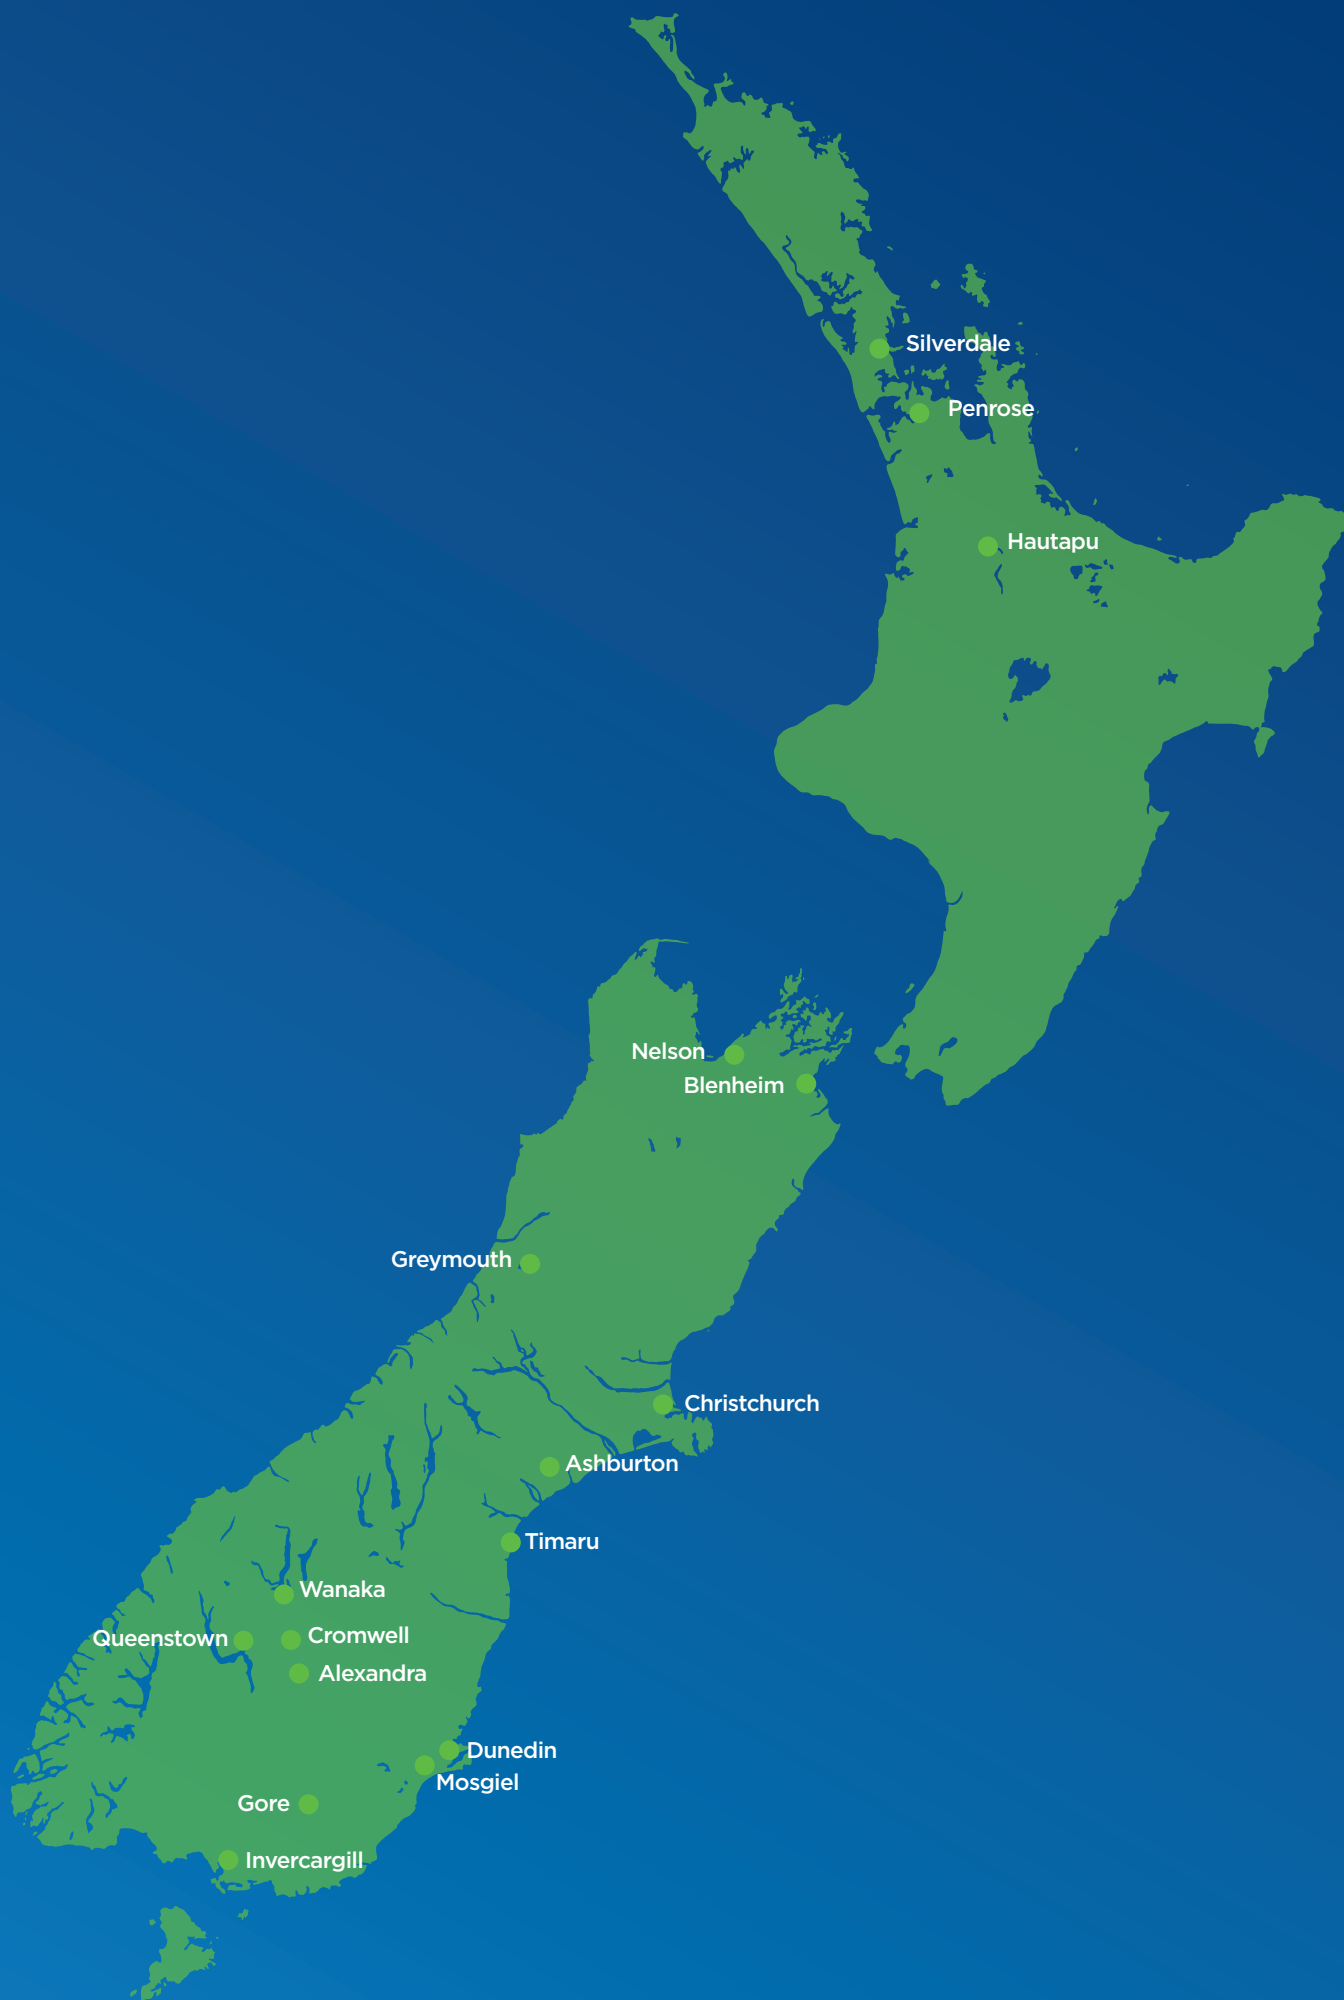 Silverdale
Penrose
Hautapu
Nelson
Blenheim
Greymouth
Christchurch
Ashburton
Timaru
Wanaka
Queenstown
Cromwell
Alexandra
Dunedin
Mosgiel
Gore
Invercargill